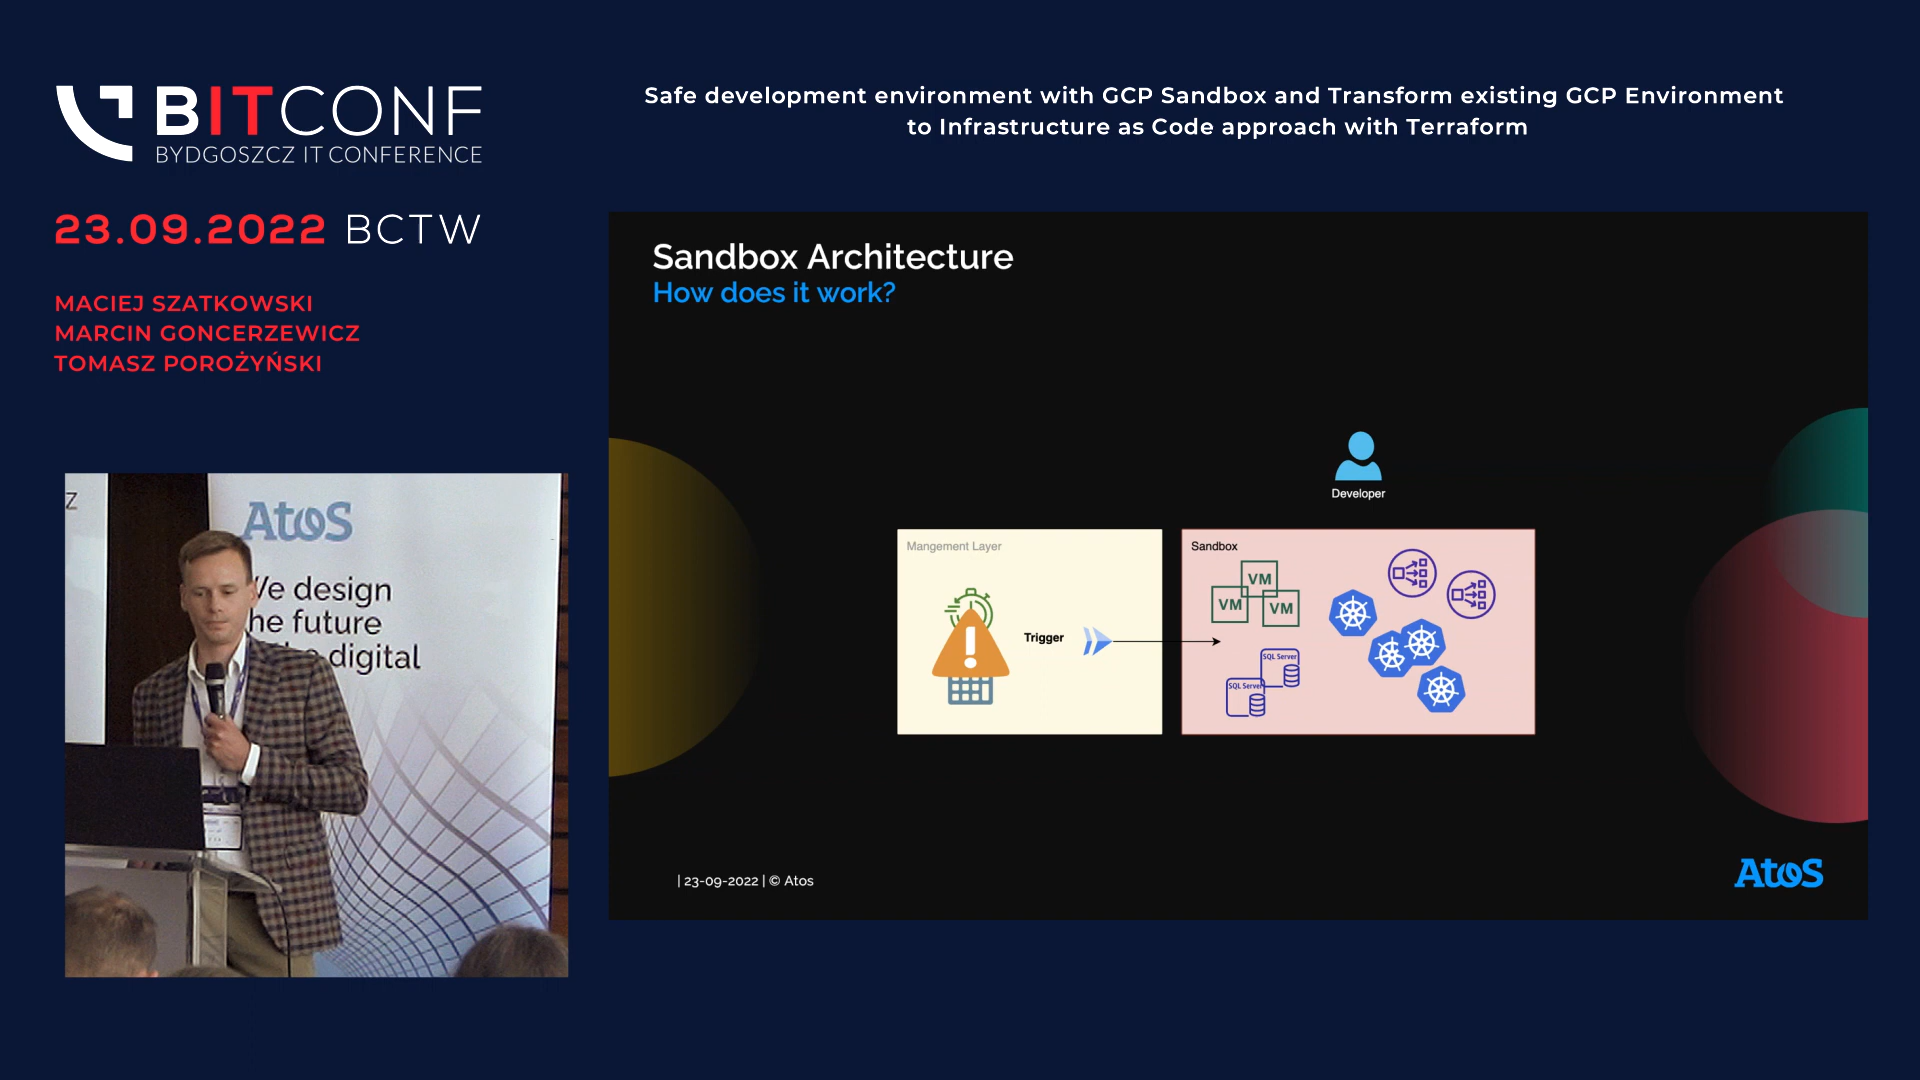 BITCONF
BYDGOSZCZ IT CONFERENCE
23.09.2022 BCTW
MACIEJ SZATKOWSKI
MARCIN GONCERZEWICZ
TOMASZ POROŻYŃSKI
Safe development environment with GCP Sandbox and Transform existing GCP Environment
to Infrastructure as Code approach with Terraform
Z
Atos
We design
he future
digital
Sandbox Architecture
How does it work?
Developer
Mangement Layer
Trigger
Sandbox
VM
VM
VM
SQL Server
SQL Server
| 23-09-2022 | © Atos
Atos